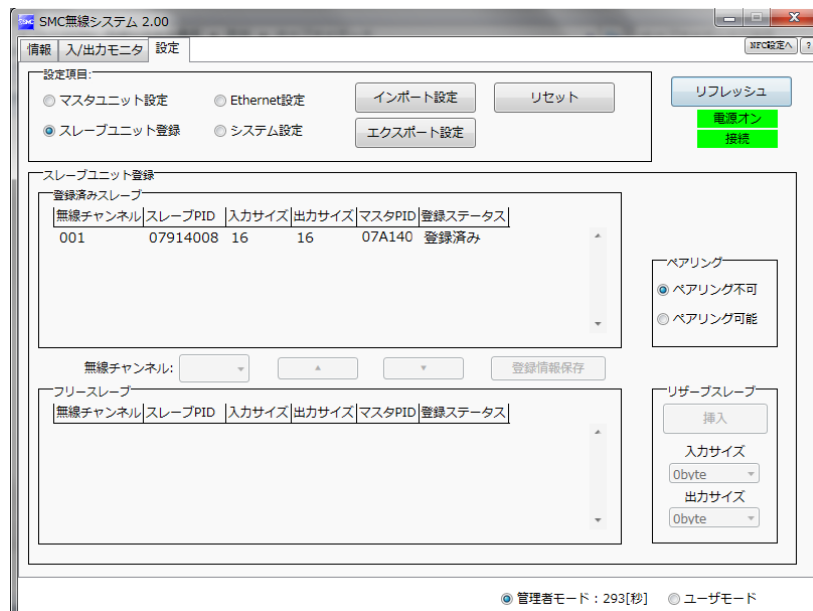 SMC SMC無線システム 2.00
情報 入/出力モニタ 設定 NFC設定へ ?
設定項目:
マスタユニット設定 Ethernet設定 インポート設定 リセット リフレッシュ
スレーブユニット登録 システム設定 エクスポート設定 電源オン
接続
スレーブユニット登録
登録済みスレーブ
無線チャンネル スレーブPID 入力サイズ 出力サイズ マスタPID 登録ステータス
001 07914008 16 16 07A140 登録済み
ペアリング
ペアリング不可
ペアリング可能
無線チャンネル: 登録情報保存
フリースレーブ
無線チャンネル スレーブPID 入力サイズ 出力サイズ マスタPID 登録ステータス
リザーブスレーブ
挿入
入力サイズ
0byte
出力サイズ
0byte
管理者モード：293[秒] ユーザモード